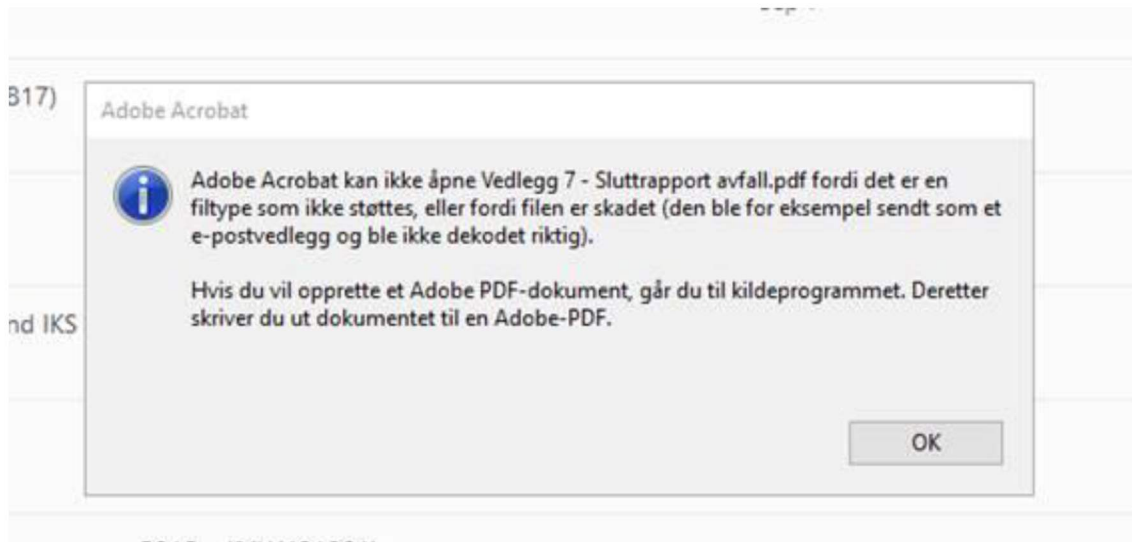 317)
Adobe Acrobat
Adobe Acrobat kan ikke åpne Vedlegg 7 - Sluttrapport avfall.pdf fordi det er en
filtype som ikke støttes, eller fordi filen er skadet (den ble for eksempel sendt som et
e-postvedlegg og ble ikke dekodet riktig).
Hvis du vil opprette et Adobe PDF-dokument, går du til kildeprogrammet. Deretter
skriver du ut dokumentet til en Adobe-PDF.
nd IKS
OK